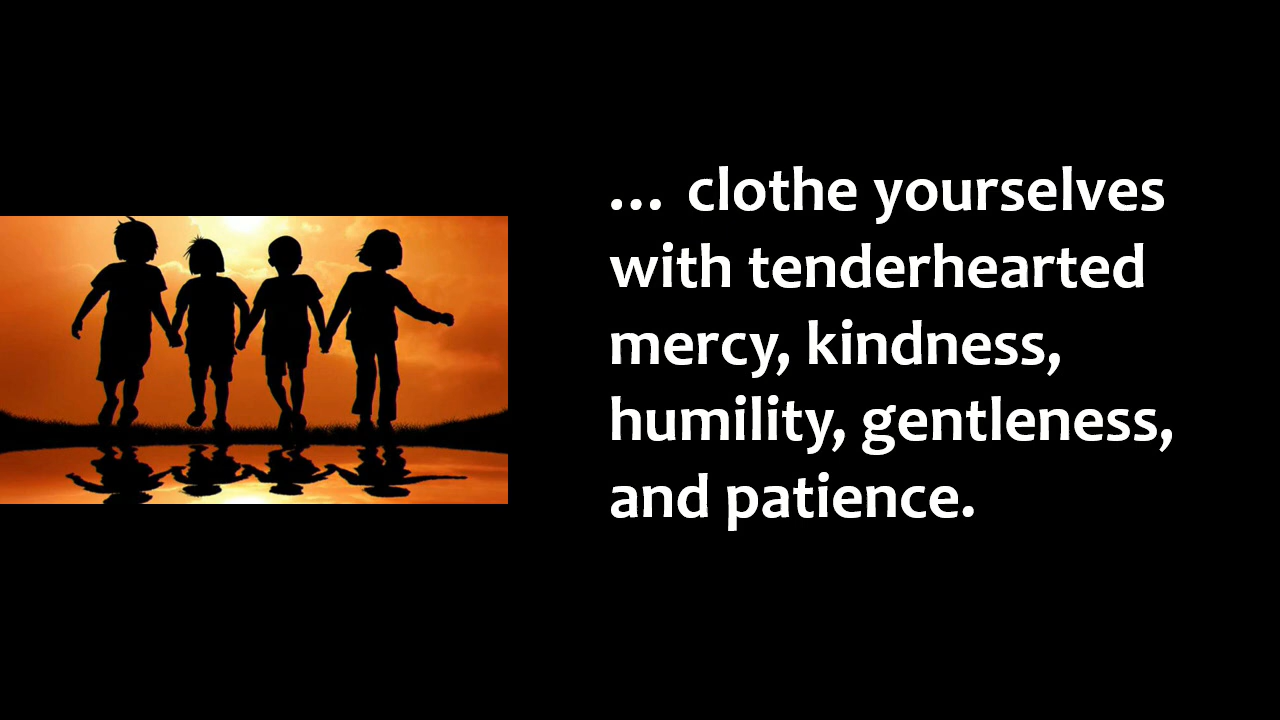 … clothe yourselves
with tenderhearted
mercy, kindness,
humility, gentleness,
and patience.